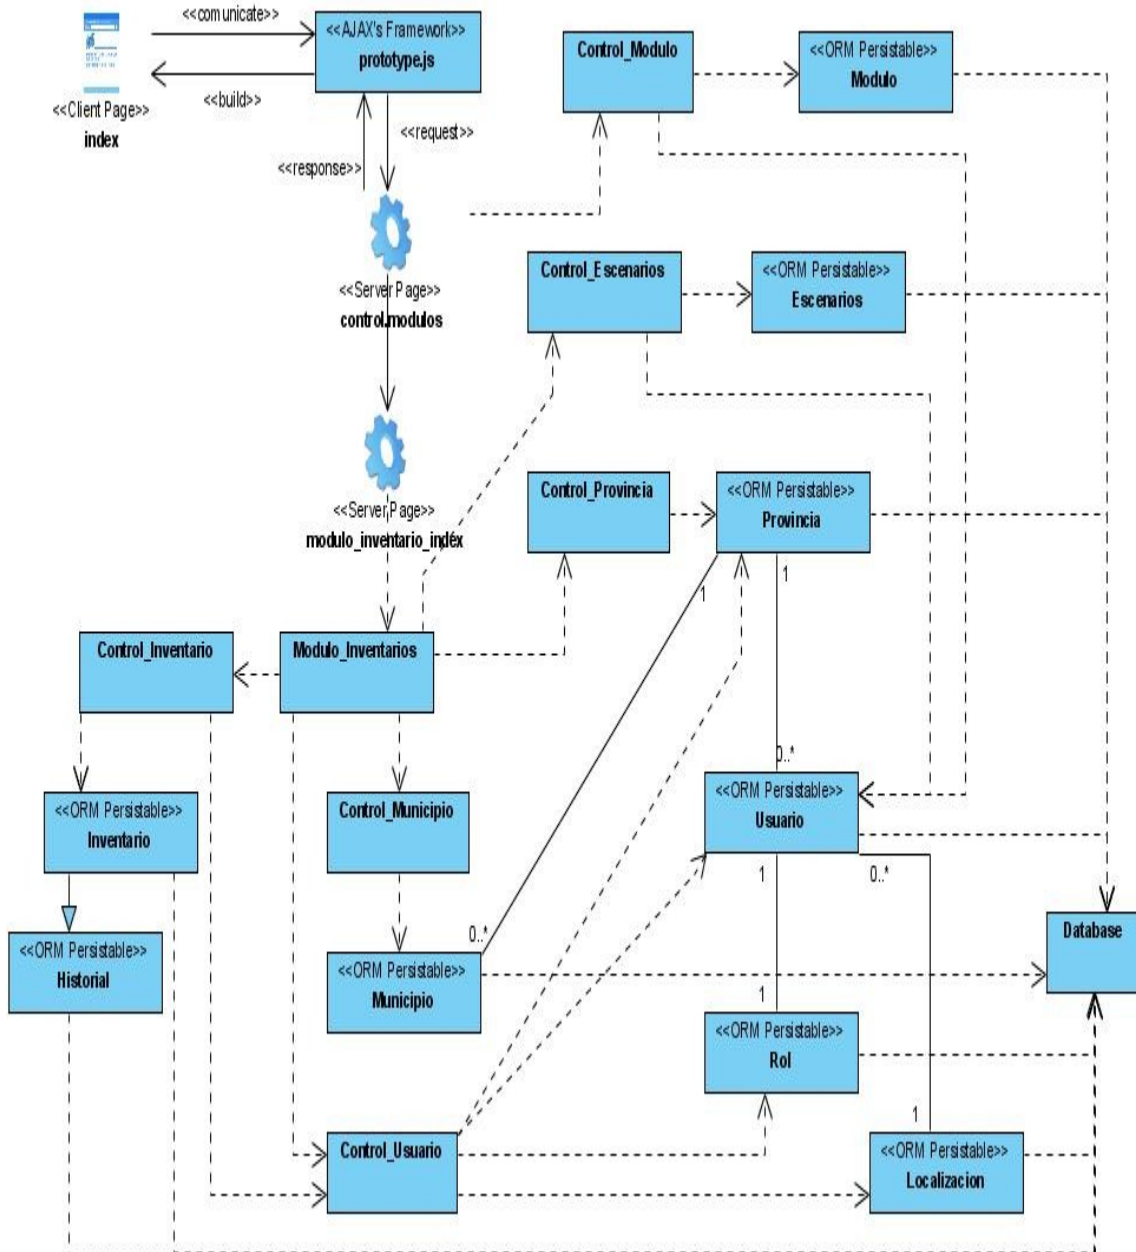 <<comunicate>>
<<AJAX's Framework>>
prototype.js
<<build>>
<<Client Page>>
index
<<request>>
<<response>>
Control_Modulo
<<ORM Persistable>>
Modulo
<<Server Page>>
control.modulos
Control_Escenarios
<<ORM Persistable>>
Escenarios
<<Server Page>>
modulo_inventario_index
Control_Provincia
<<ORM Persistable>>
Provincia
1
1
Control_Inventario
Modulo_Inventarios
0..*
<<ORM Persistable>>
Inventario
Control_Municipio
<<ORM Persistable>>
Usuario
1
0..*
<<ORM Persistable>>
Historial
0..*
<<ORM Persistable>>
Municipio
Database
1
<<ORM Persistable>>
Rol
1
Control_Usuario
<<ORM Persistable>>
Localizacion